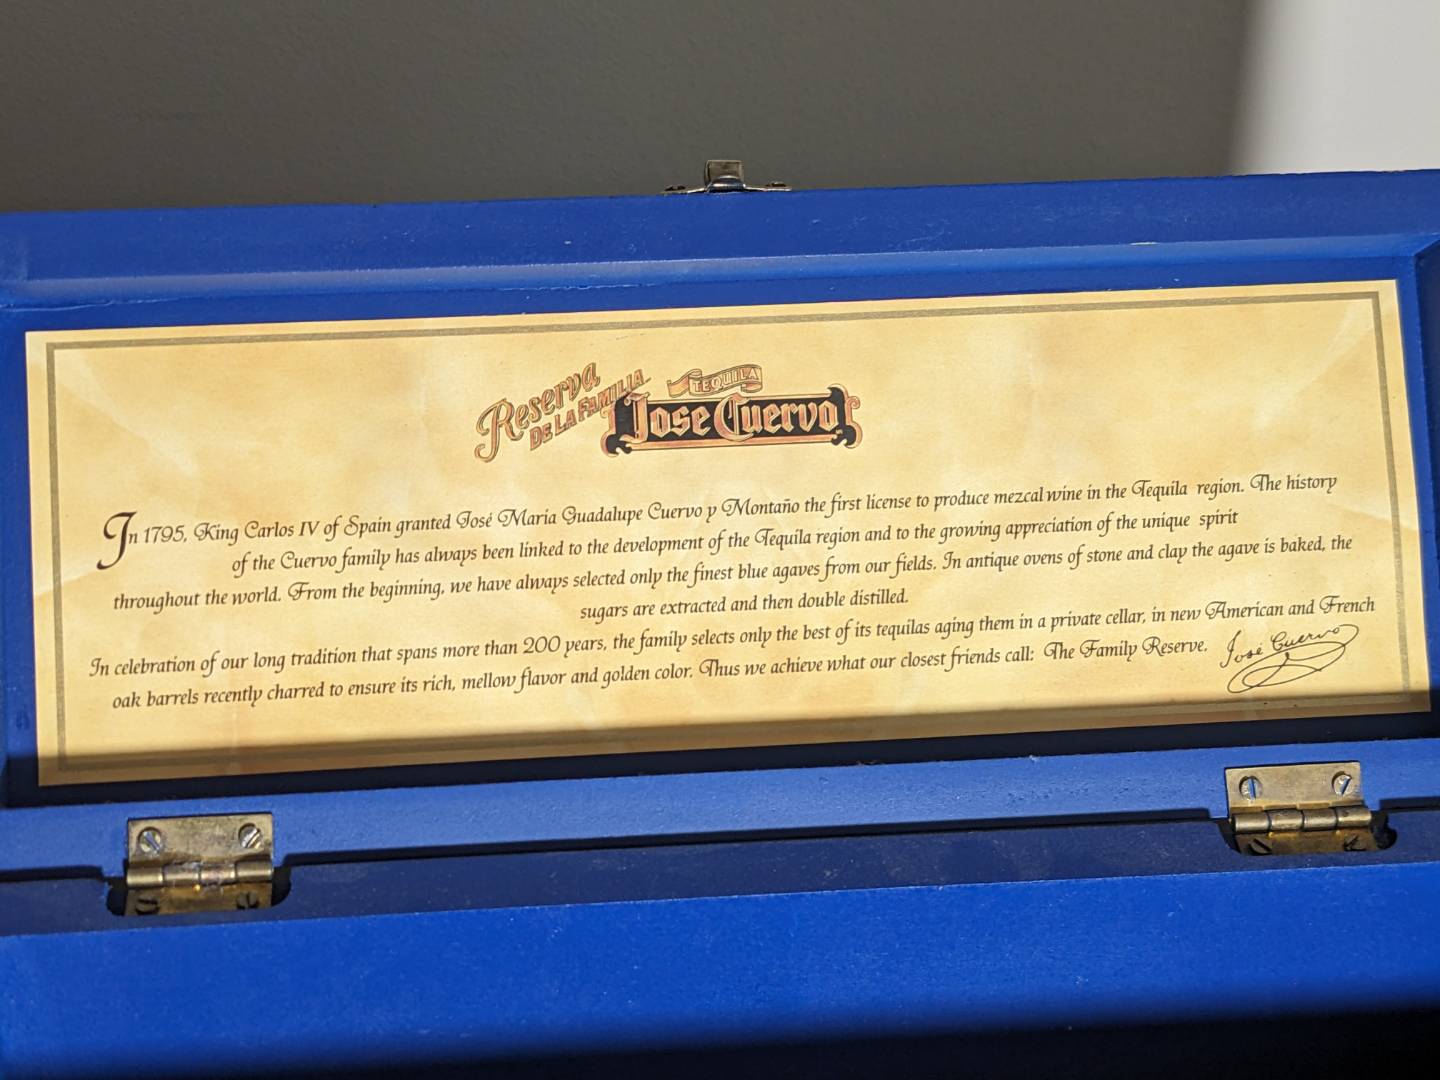 Reserva
DE LA FAMILIA
TEQUILA
Jose Cuervo
In 1795, King Carlos IV of Spain granted José María Guadalupe Cuervo y Montaño the first license to produce mezcal wine in the Tequila region. The history
of the Cuervo family has always been linked to the development of the Tequila region and to the growing appreciation of the unique spirit
throughout the world. From the beginning, we have always selected only the finest blue agaves from our fields. In antique ovens of stone and clay the agave is baked, the
sugars are extracted and then double distilled.
In celebration of our long tradition that spans more than 200 years, the family selects only the best of its tequilas aging them in a private cellar, in new American and French
oak barrels recently charred to ensure its rich, mellow flavor and golden color. Thus we achieve what our closest friends call: The Family Reserve.
José Cuervo